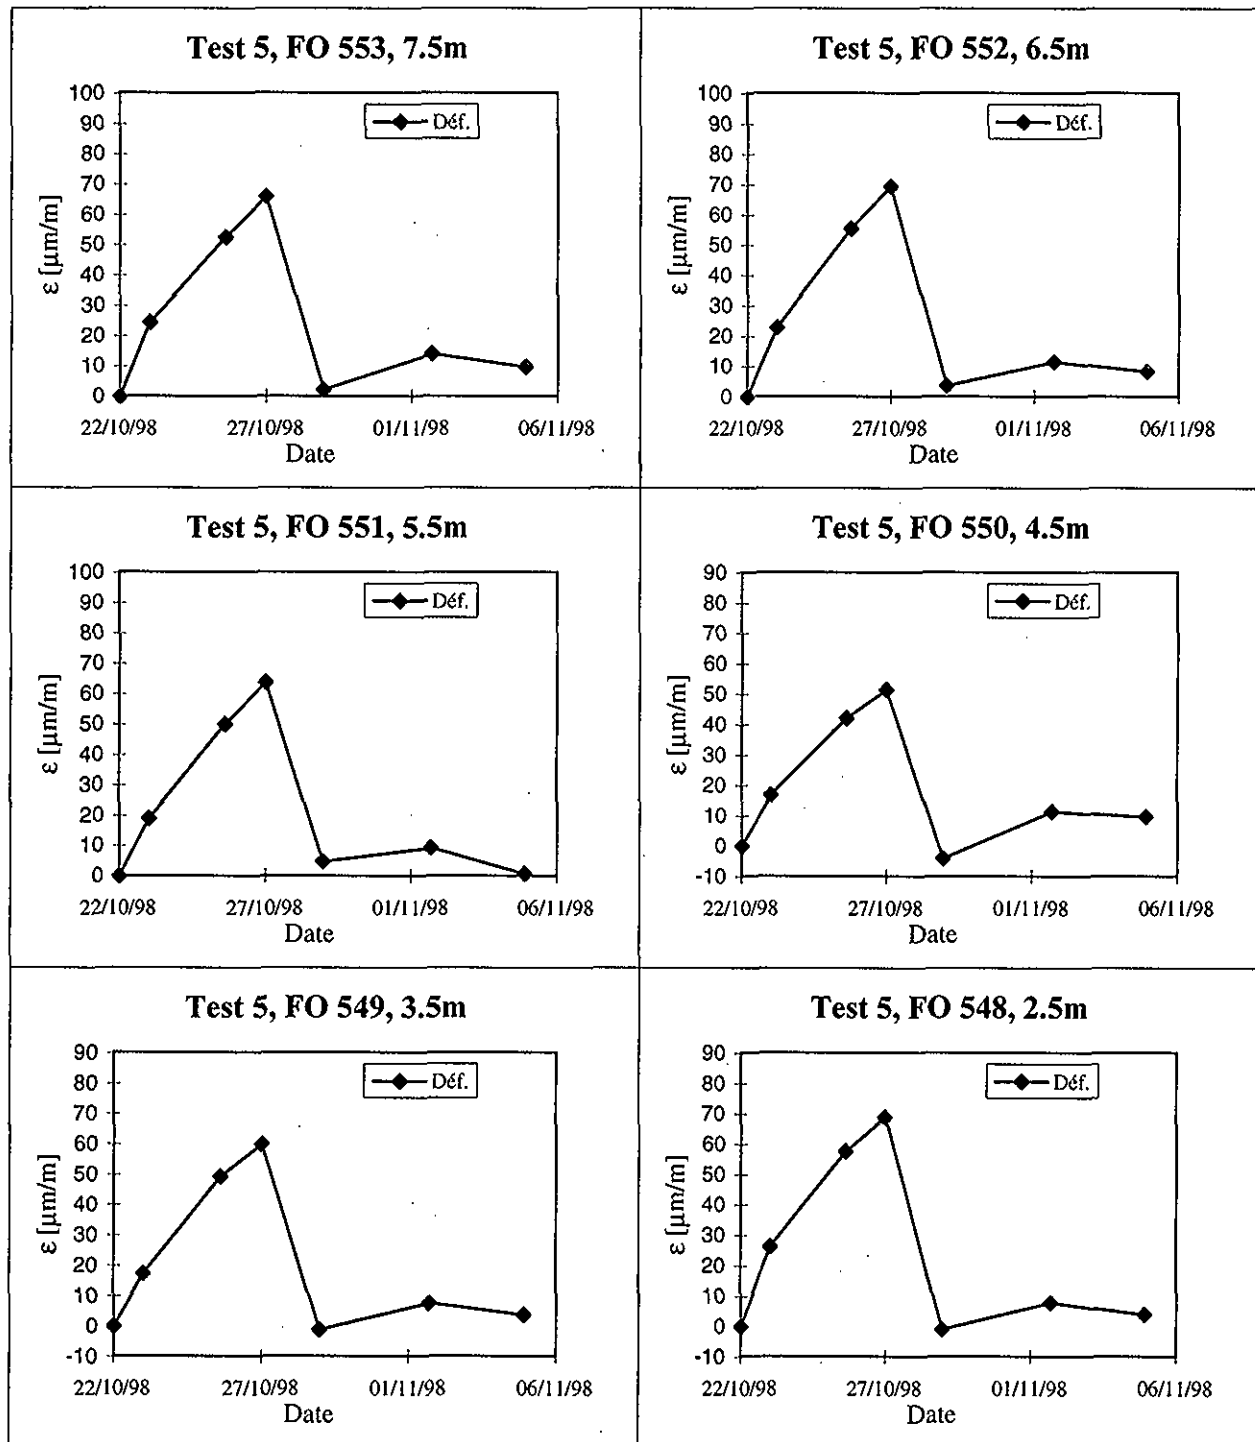 Test 5, FO 553, 7.5m
Déf.
100
90
80
70
60
50
40
30
20
10
0
ε [µm/m]
22/10/98 27/10/98 01/11/98 06/11/98
Date
Test 5, FO 552, 6.5m
Déf.
100
90
80
70
60
50
40
30
20
10
0
ε [µm/m]
22/10/98 27/10/98 01/11/98 06/11/98
Date
Test 5, FO 551, 5.5m
Déf.
100
90
80
70
60
50
40
30
20
10
0
ε [µm/m]
22/10/98 27/10/98 01/11/98 06/11/98
Date
Test 5, FO 550, 4.5m
Déf.
90
80
70
60
50
40
30
20
10
0
-10
ε [µm/m]
22/10/98 27/10/98 01/11/98 06/11/98
Date
Test 5, FO 549, 3.5m
Déf.
90
80
70
60
50
40
30
20
10
0
-10
ε [µm/m]
22/10/98 27/10/98 01/11/98 06/11/98
Date
Test 5, FO 548, 2.5m
Déf.
90
80
70
60
50
40
30
20
10
0
-10
ε [µm/m]
22/10/98 27/10/98 01/11/98 06/11/98
Date